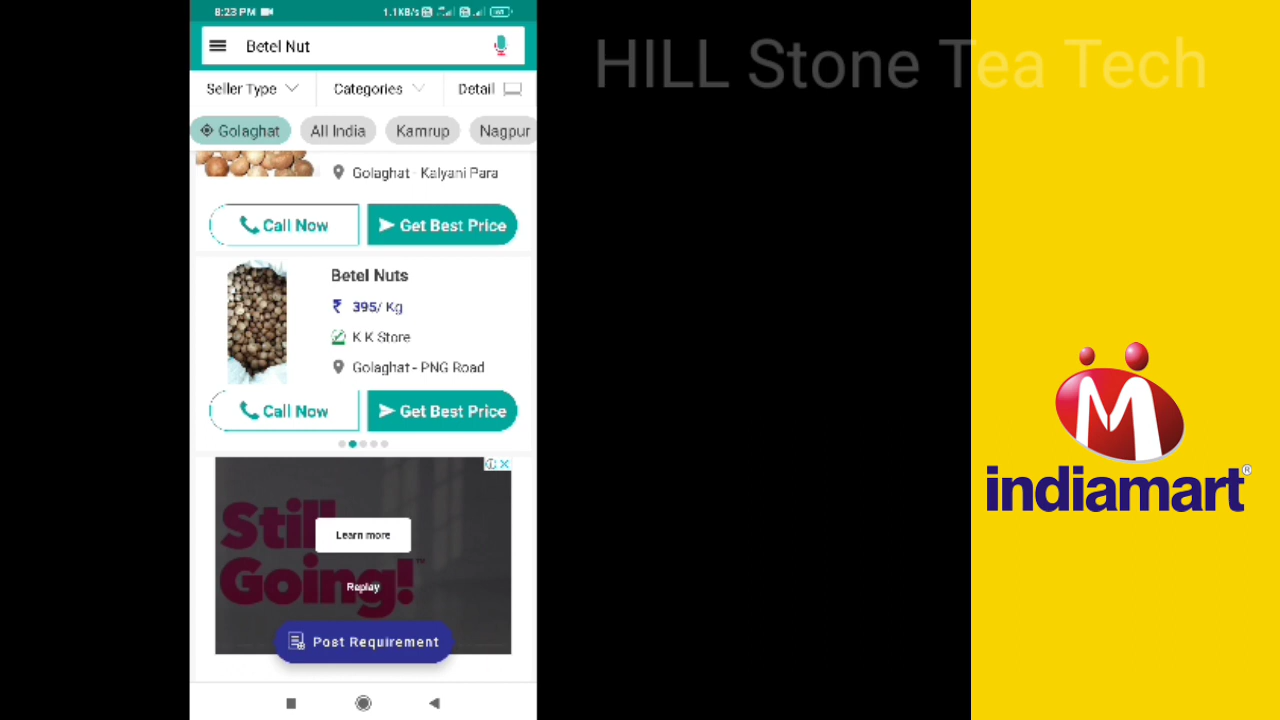 8:23 PM
1.1KB/s
Betel Nut
HILL Stone Tea Tech
Seller Type
Categories
Detail
Golaghat
All India
Kamrup
Nagpur
Golaghat - Kalyani Para
Call Now
Get Best Price
Betel Nuts
₹ 395/ Kg
K K Store
Golaghat - PNG Road
Call Now
Get Best Price
Still
Going!™
Learn more
Replay
Post Requirement
indiamart®